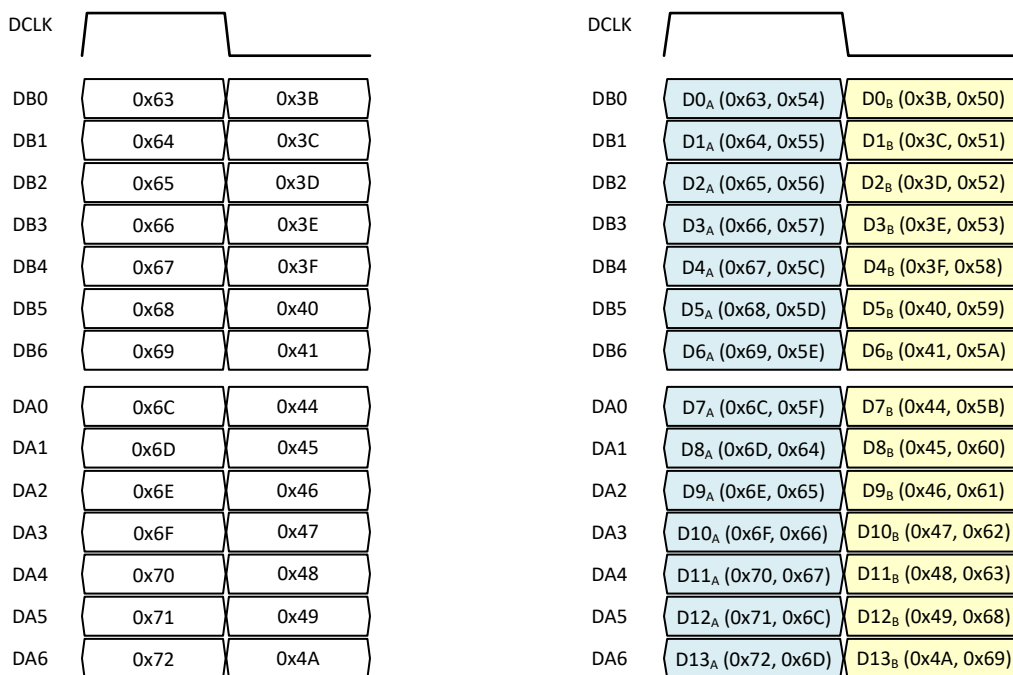 DCLK DCLK
DB0 0x63 0x3B DB0 D0A (0x63, 0x54) D0B (0x3B, 0x50)
DB1 0x64 0x3C DB1 D1A (0x64, 0x55) D1B (0x3C, 0x51)
DB2 0x65 0x3D DB2 D2A (0x65, 0x56) D2B (0x3D, 0x52)
DB3 0x66 0x3E DB3 D3A (0x66, 0x57) D3B (0x3E, 0x53)
DB4 0x67 0x3F DB4 D4A (0x67, 0x5C) D4B (0x3F, 0x58)
DB5 0x68 0x40 DB5 D5A (0x68, 0x5D) D5B (0x40, 0x59)
DB6 0x69 0x41 DB6 D6A (0x69, 0x5E) D6B (0x41, 0x5A)
DA0 0x6C 0x44 DA0 D7A (0x6C, 0x5F) D7B (0x44, 0x5B)
DA1 0x6D 0x45 DA1 D8A (0x6D, 0x64) D8B (0x45, 0x60)
DA2 0x6E 0x46 DA2 D9A (0x6E, 0x65) D9B (0x46, 0x61)
DA3 0x6F 0x47 DA3 D10A (0x6F, 0x66) D10B (0x47, 0x62)
DA4 0x70 0x48 DA4 D11A (0x70, 0x67) D11B (0x48, 0x63)
DA5 0x71 0x49 DA5 D12A (0x71, 0x6C) D12B (0x49, 0x68)
DA6 0x72 0x4A DA6 D13A (0x72, 0x6D) D13B (0x4A, 0x69)